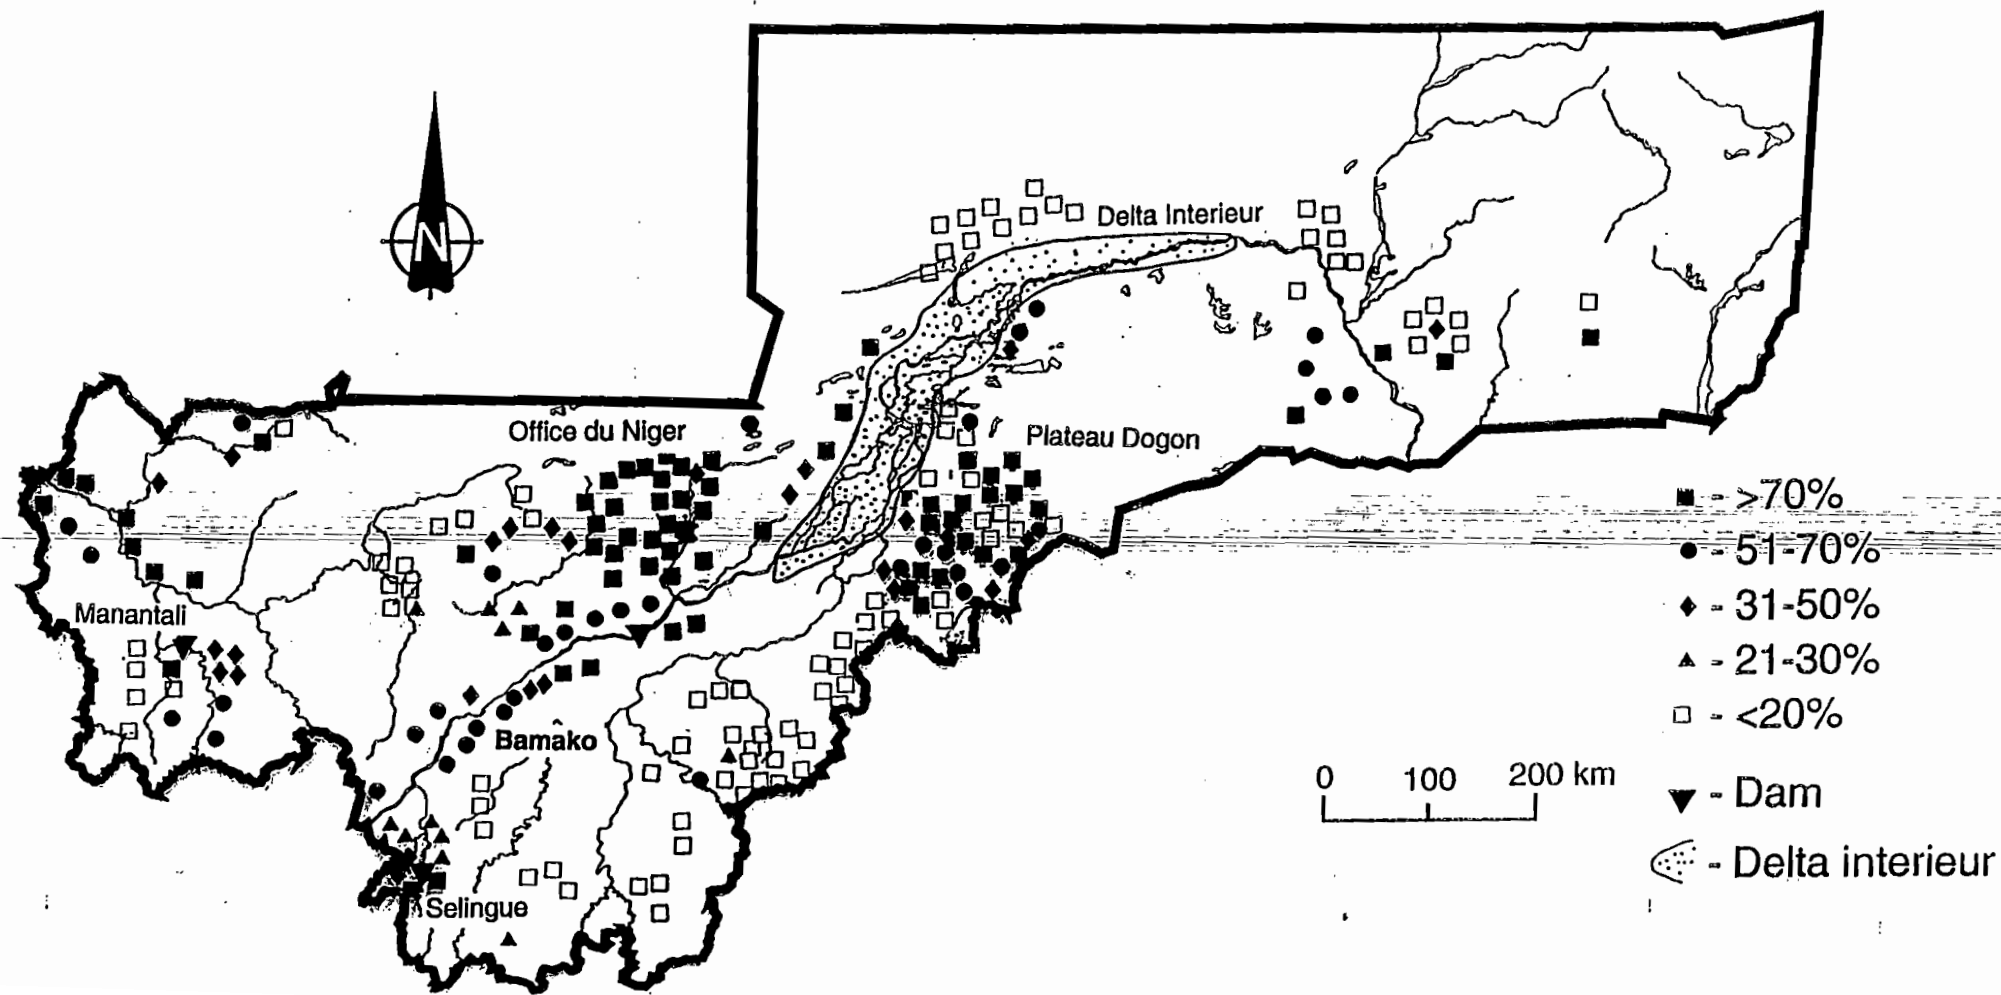 N
Delta Interieur
Office du Niger
Plateau Dogon
Manantali
Bamako
Selingue
- >70%
- 51-70%
- 31-50%
- 21-30%
- <20%
0 100 200 km
- Dam
- Delta interieur